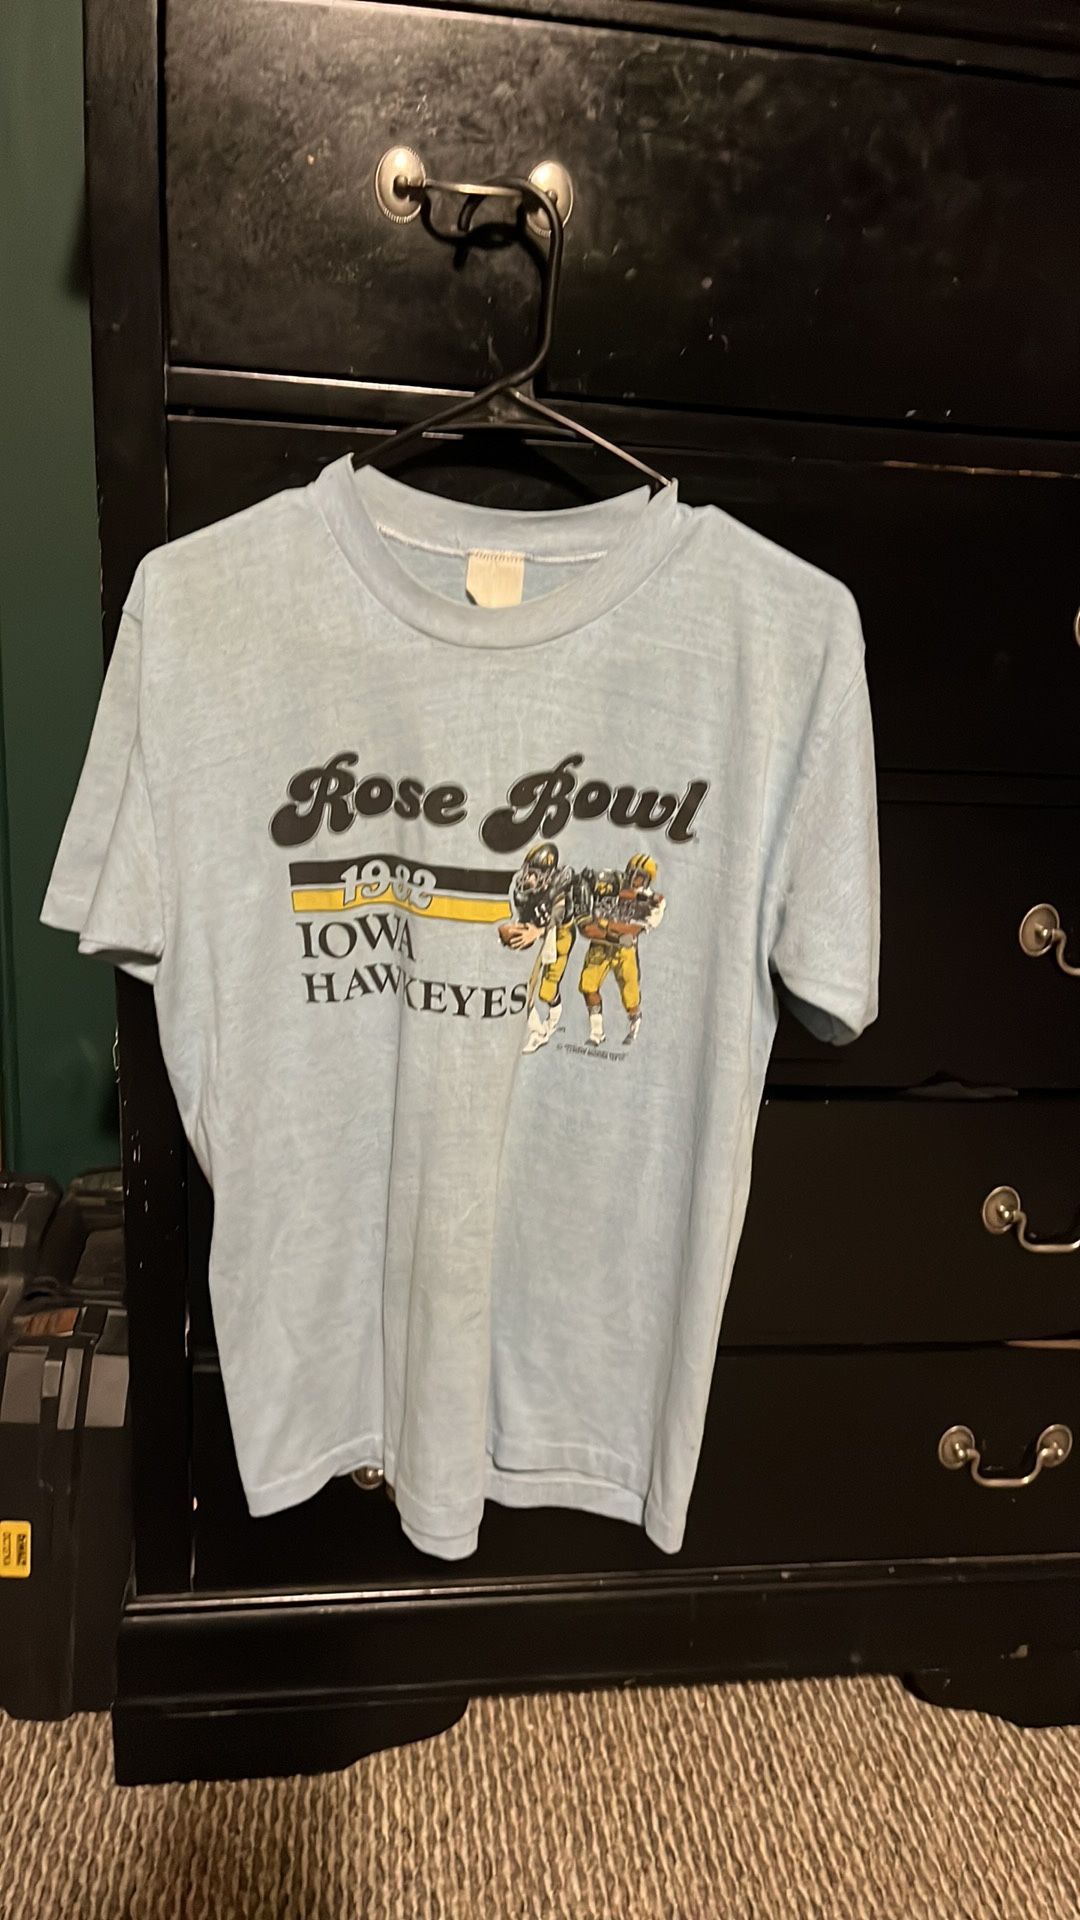 Rose Bowl
1982
IOWA
HAWKEYES